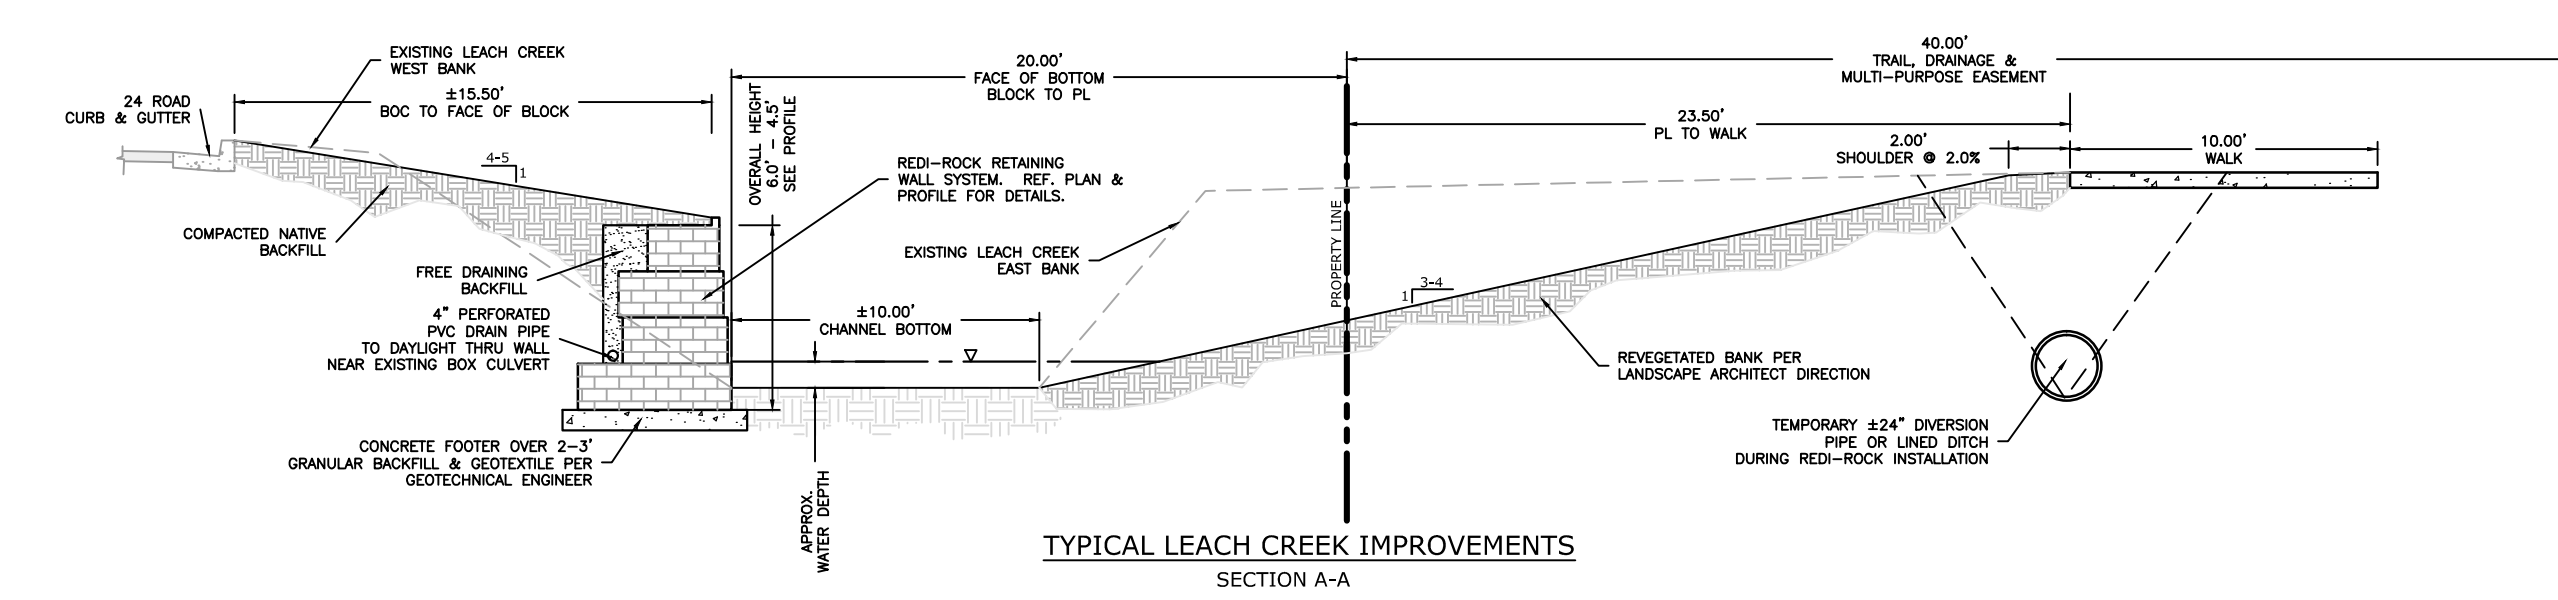 EXISTING LEACH CREEK
WEST BANK
24 ROAD
CURB & GUTTER
±15.50'
BOC TO FACE OF BLOCK
4-5
1
COMPACTED NATIVE
BACKFILL
FREE DRAINING
BACKFILL
4" PERFORATED
PVC DRAIN PIPE
TO DAYLIGHT THRU WALL
NEAR EXISTING BOX CULVERT
CONCRETE FOOTER OVER 2-3'
GRANULAR BACKFILL & GEOTEXTILE PER
GEOTECHNICAL ENGINEER
OVERALL HEIGHT
6.0' - 4.5'
SEE PROFILE
20.00'
FACE OF BOTTOM
BLOCK TO PL
REDI-ROCK RETAINING
WALL SYSTEM. REF. PLAN &
PROFILE FOR DETAILS.
EXISTING LEACH CREEK
EAST BANK
±10.00'
CHANNEL BOTTOM
APPROX.
WATER DEPTH
PROPERTY LINE
40.00'
TRAIL, DRAINAGE &
MULTI-PURPOSE EASEMENT
23.50'
PL TO WALK
2.00'
SHOULDER @ 2.0%
10.00'
WALK
3-4
1
REVEGETATED BANK PER
LANDSCAPE ARCHITECT DIRECTION
TEMPORARY ±24" DIVERSION
PIPE OR LINED DITCH
DURING REDI-ROCK INSTALLATION
TYPICAL LEACH CREEK IMPROVEMENTS
SECTION A-A